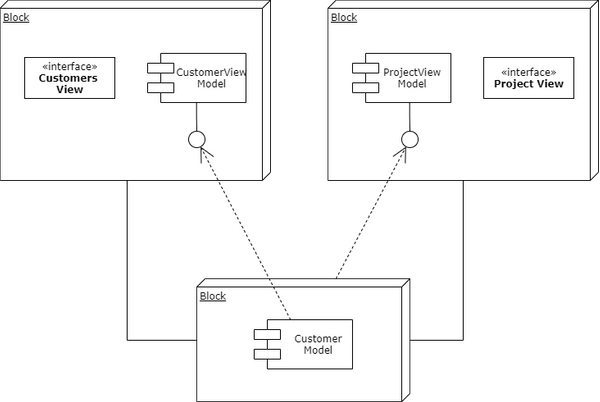 Block
«interface»
Customers
View
CustomerView
Model
Block
ProjectView
Model
«interface»
Project View
Block
Customer
Model